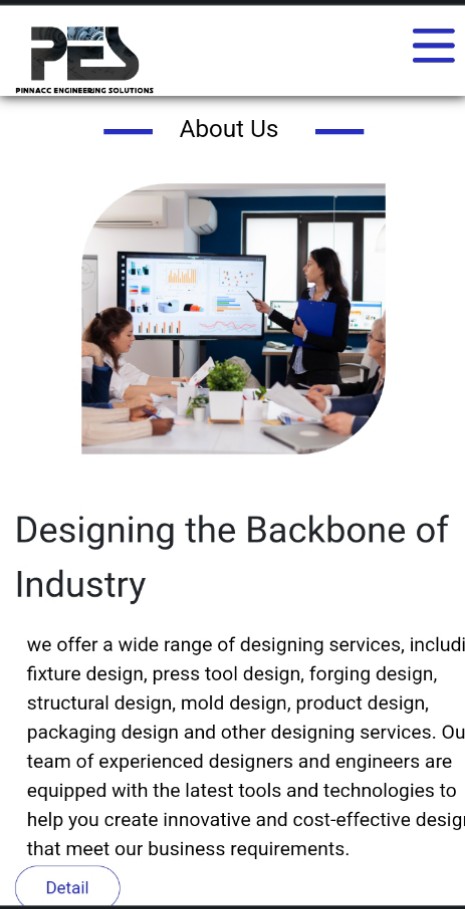 PES
PINNACC ENGINEERING SOLUTIONS
About Us
Designing the Backbone of
Industry
we offer a wide range of designing services, includi
fixture design, press tool design, forging design,
structural design, mold design, product design,
packaging design and other designing services. Ou
team of experienced designers and engineers are
equipped with the latest tools and technologies to
help you create innovative and cost-effective desig
that meet our business requirements.
Detail